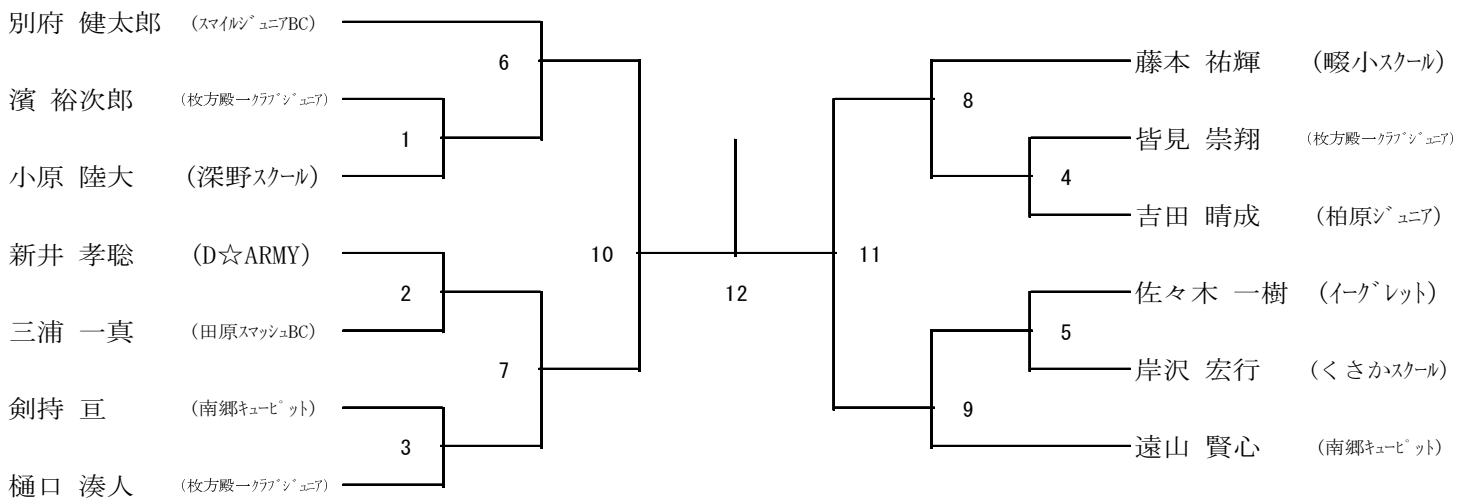 別府 健太郎 (スマイルジュニアBC)
6
濱 裕次郎 (枚方殿一クラブジュニア)
1
小原 陸大 (深野スクール)
新井 孝聡 (D☆ARMY)
10
2
三浦 一真 (田原スマッシュBC)
7
剣持 亘 (南郷キューピット)
3
樋口 湊人 (枚方殿一クラブジュニア)
12
藤本 祐輝 (畷小スクール)
8
皆見 崇翔 (枚方殿一クラブジュニア)
4
吉田 晴成 (柏原ジュニア)
11
佐々木 一樹 (イーグレット)
5
岸沢 宏行 (くさかスクール)
9
遠山 賢心 (南郷キューピット)